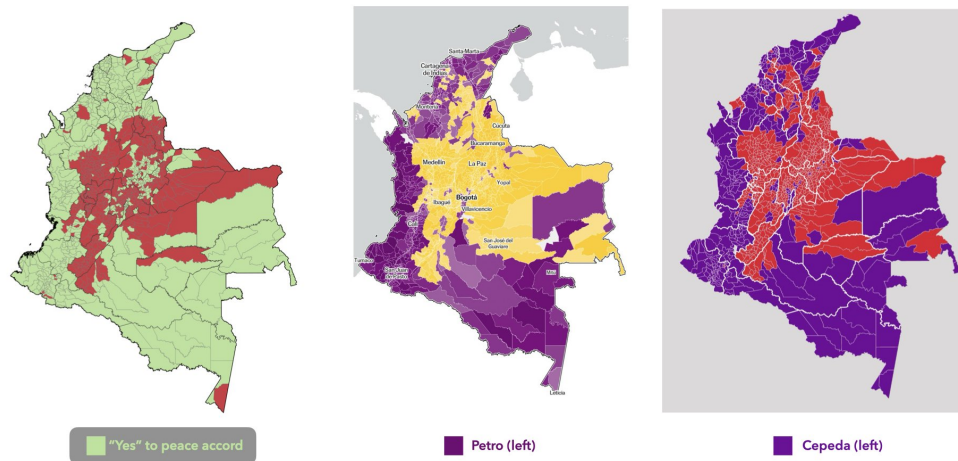 Santa Marta
Cartagena
de Indias
Montería
Cúcuta
Bucaramanga
Medellín
La Paz
Yopal
Bogotá
Ibagué
Villavicencio
Cali
San José del
Guaviare
Tumaco
San Juan
de Pasto
Mitú
Leticia
"Yes" to peace accord
Petro (left)
Cepeda (left)